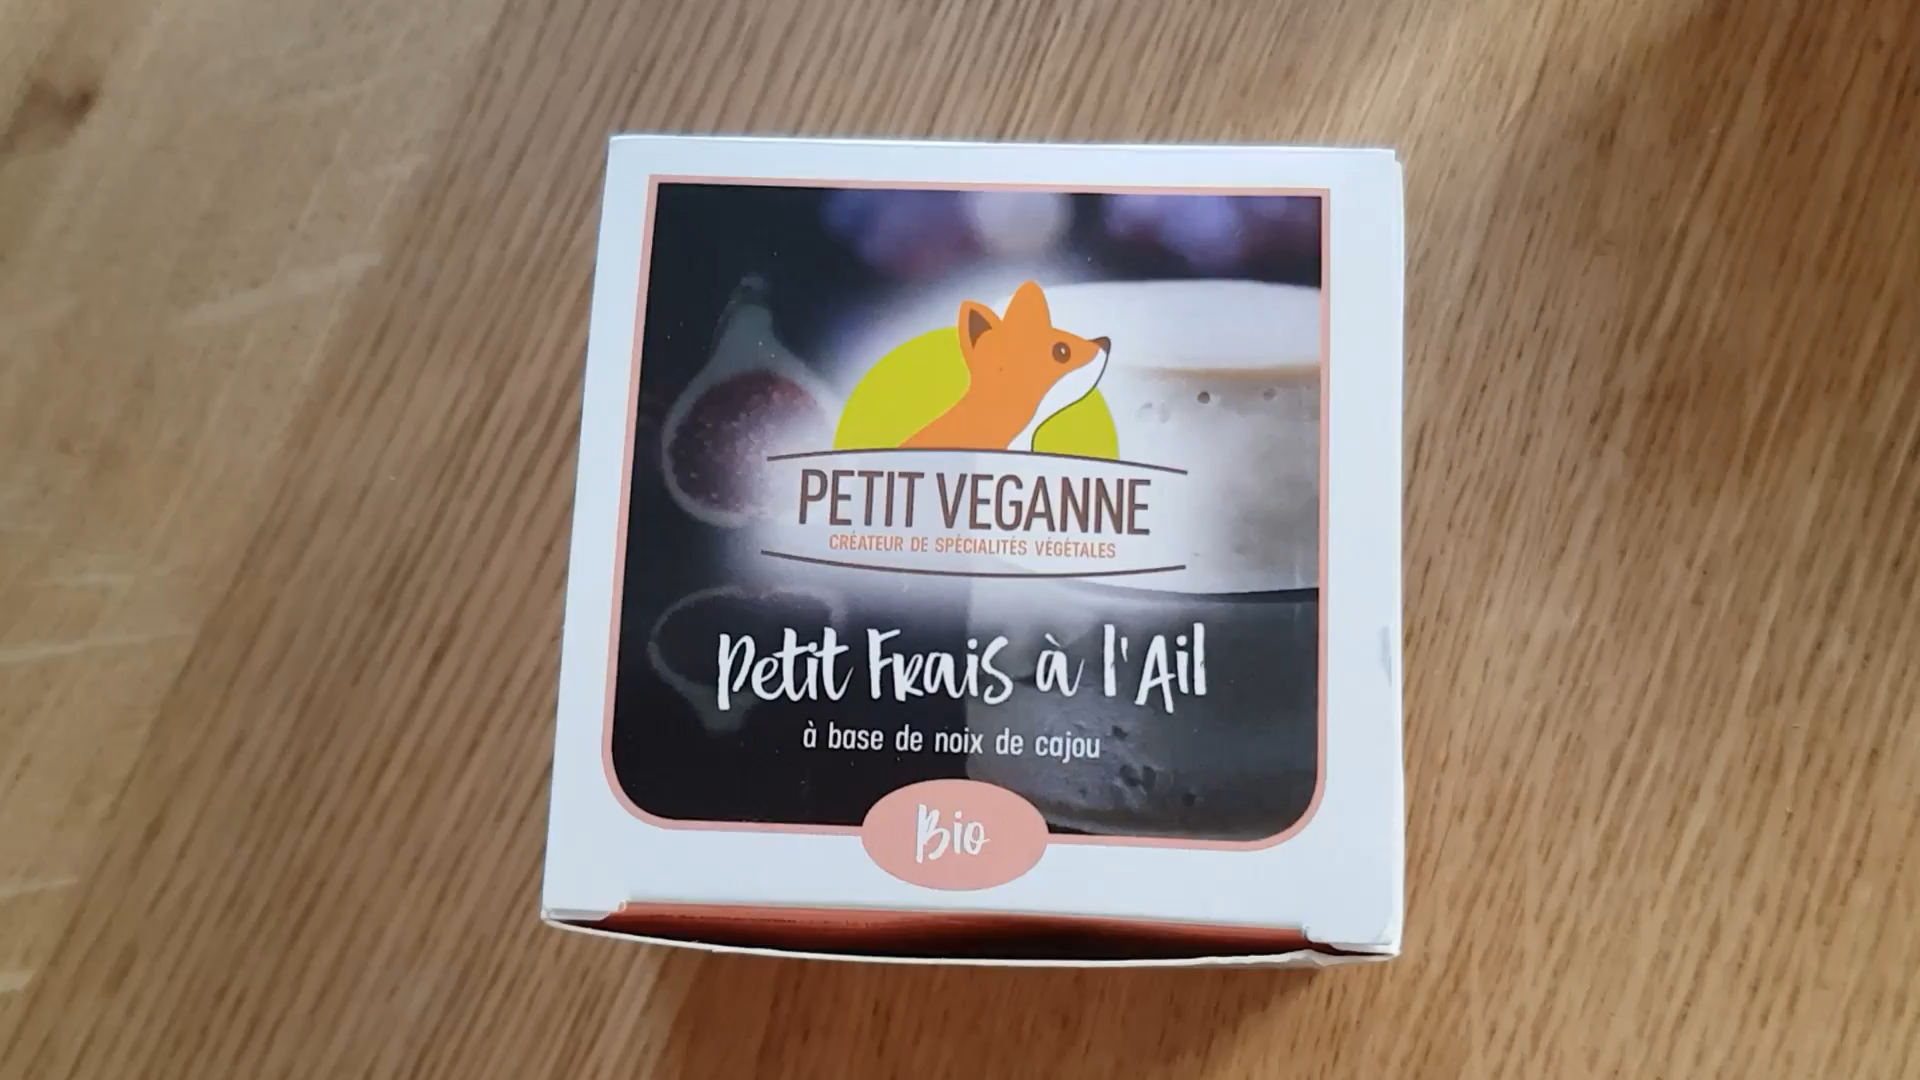 PETIT VEGANNE
CRÉATEUR DE SPÉCIALITÉS VÉGÉTALES
Petit Frais à l'Ail
à base de noix de cajou
Bio